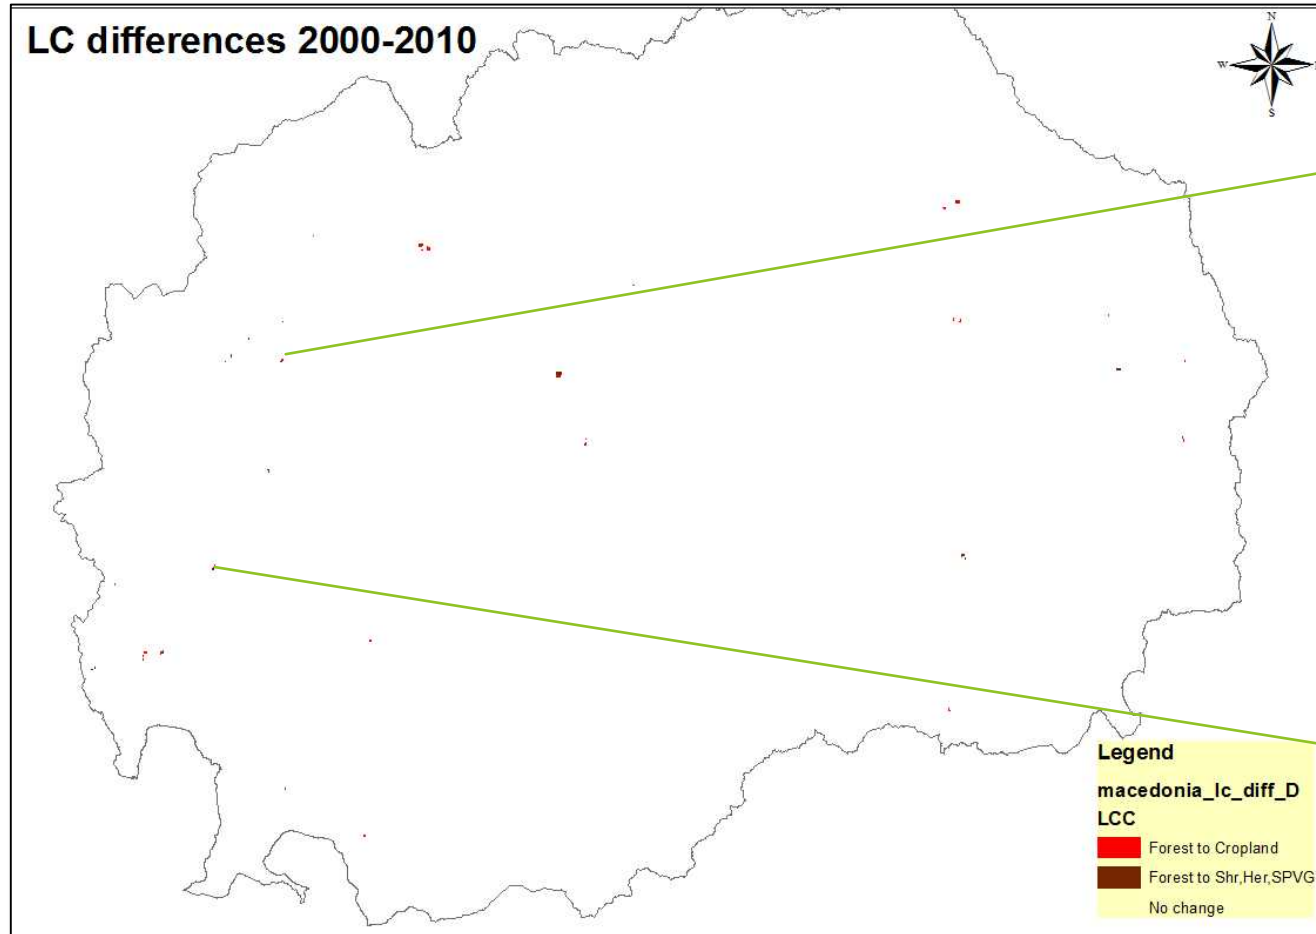 LC differences 2000-2010
N
W
S
Legend
macedonia_lc_diff_D
LCC
Forest to Cropland
Forest to Shr,Her,SPVG
No change